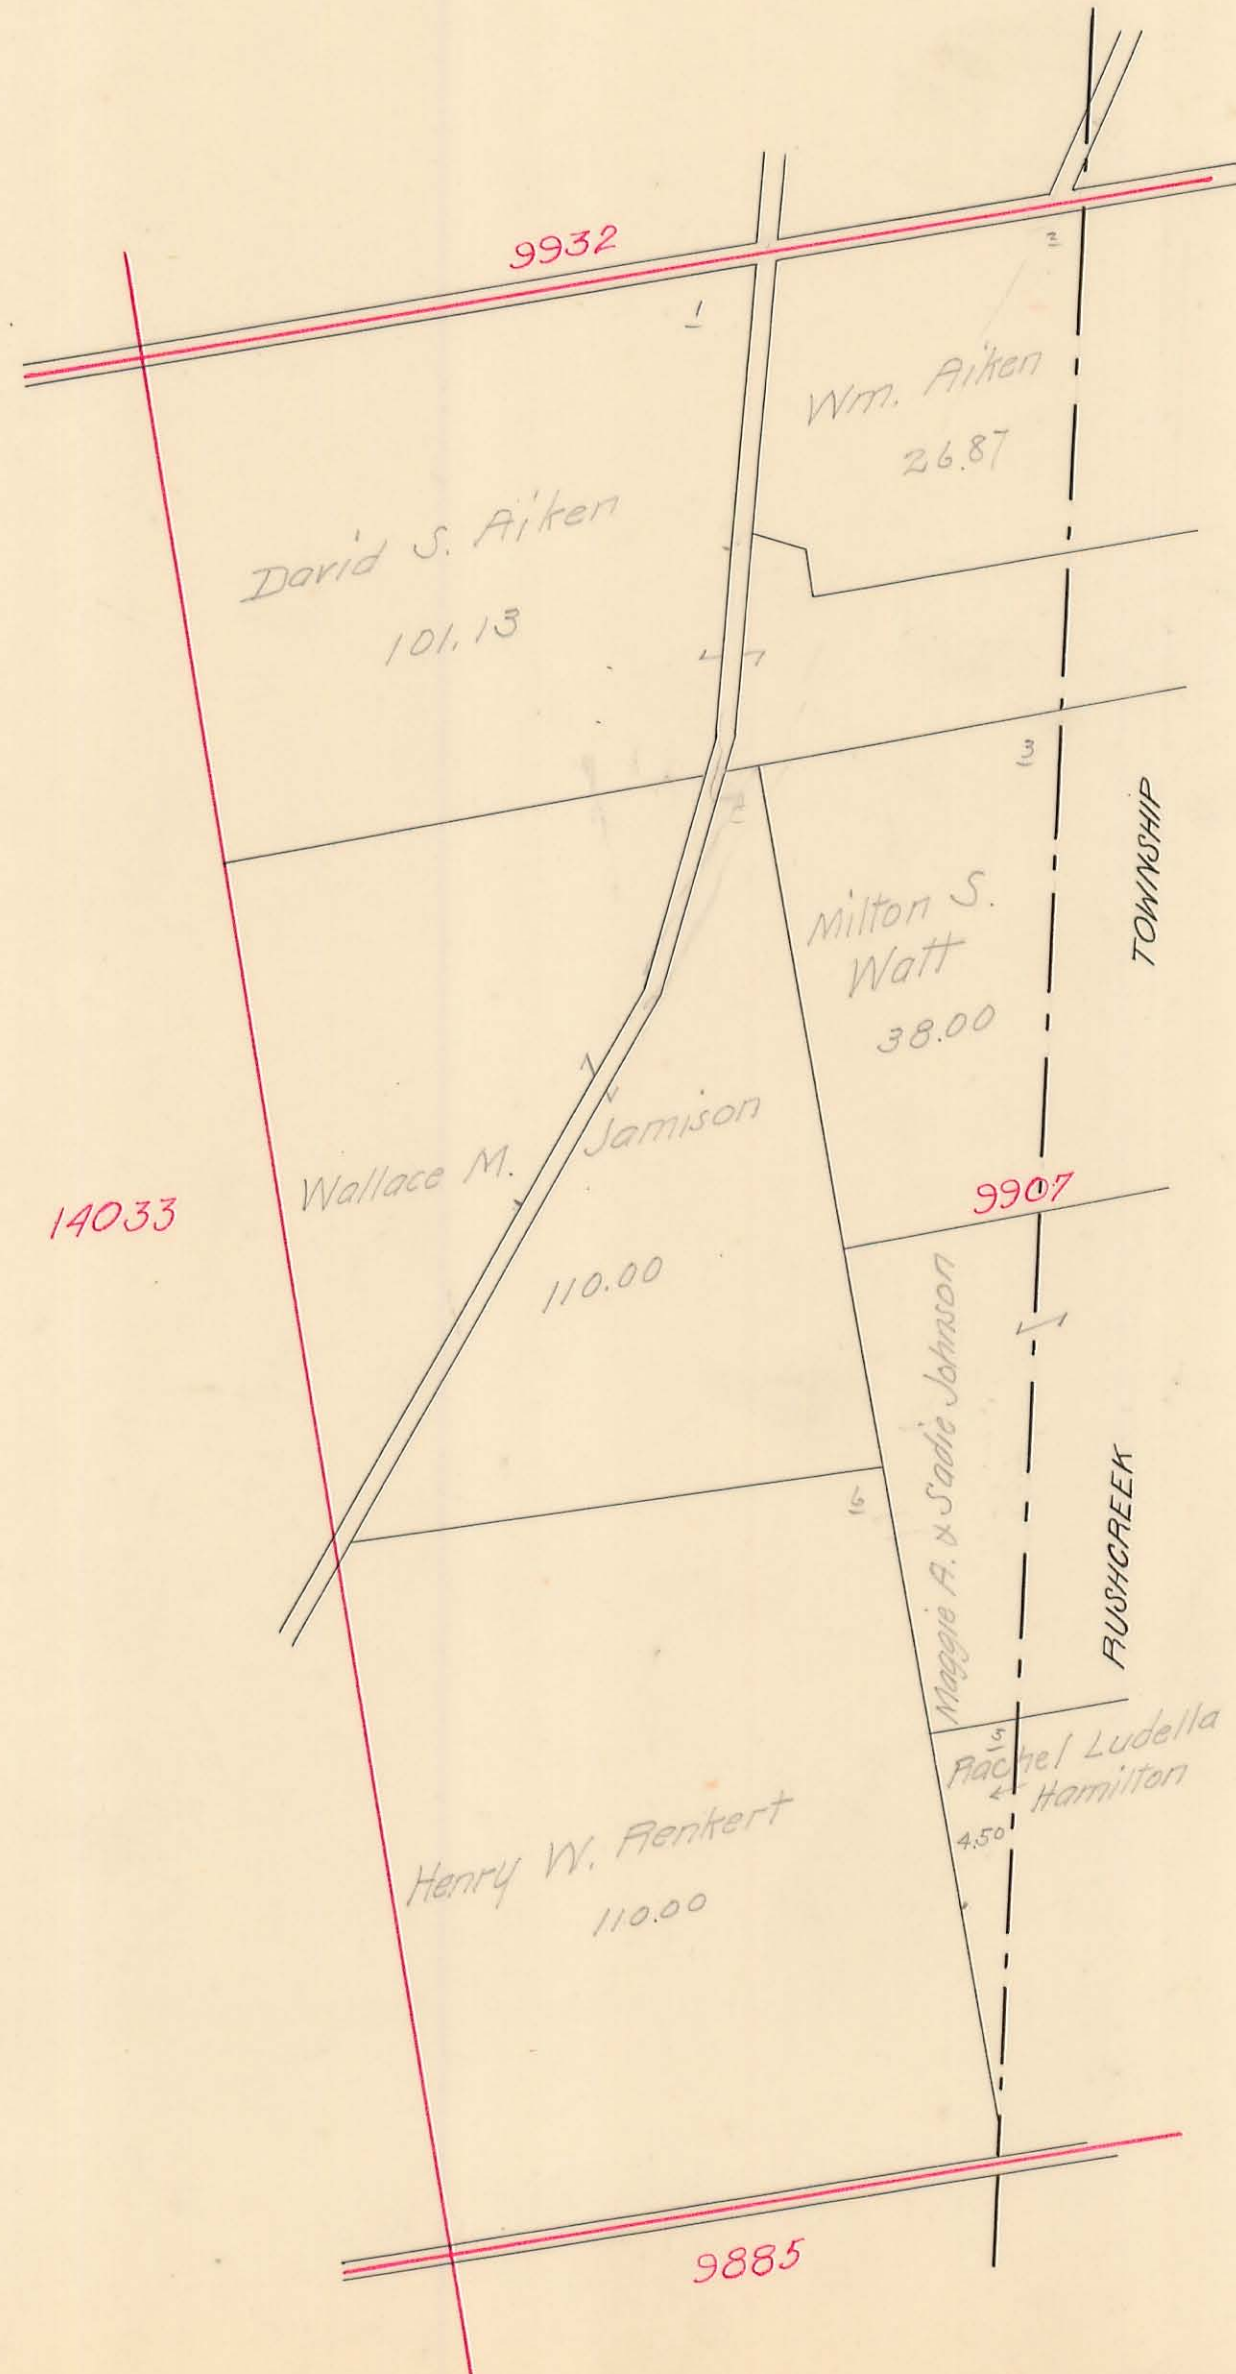 9932
1
2
Wm. Aiken
26.87
David S. Aiken
101.13
3
Milton S.
Watt
38.00
TOWNSHIP
Wallace M. Jamison
110.00
14033
9907
Maggie A. & Sadie Johnson
6
RUSHCREEK
5
Rachel Ludella
Hamilton
4.50
Henry W. Renkert
110.00
9885